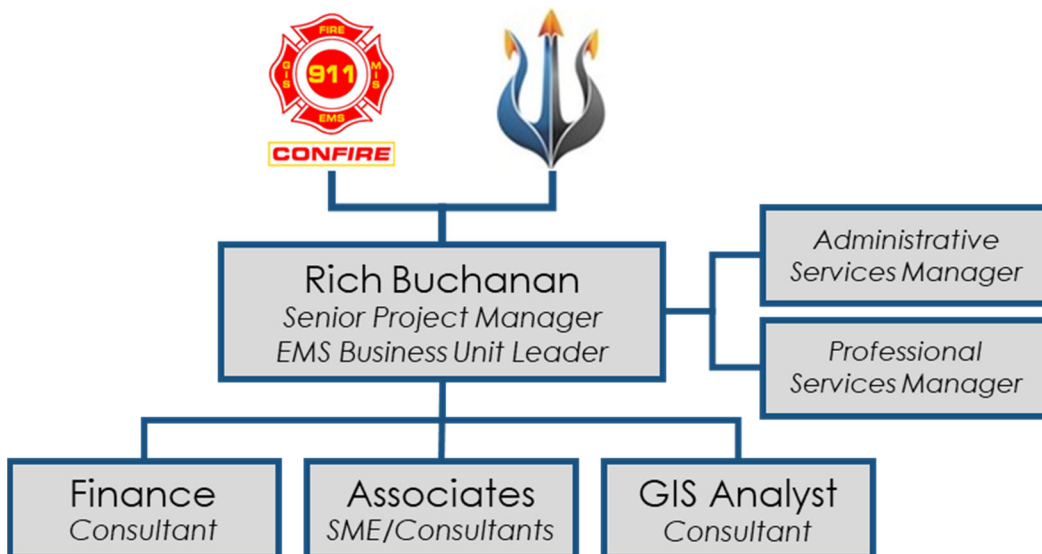 FIRE
GIS
911
MIS
EMS
CONFIRE
Administrative
Services Manager
Rich Buchanan
Senior Project Manager
EMS Business Unit Leader
Professional
Services Manager
Finance
Consultant
Associates
SME/Consultants
GIS Analyst
Consultant